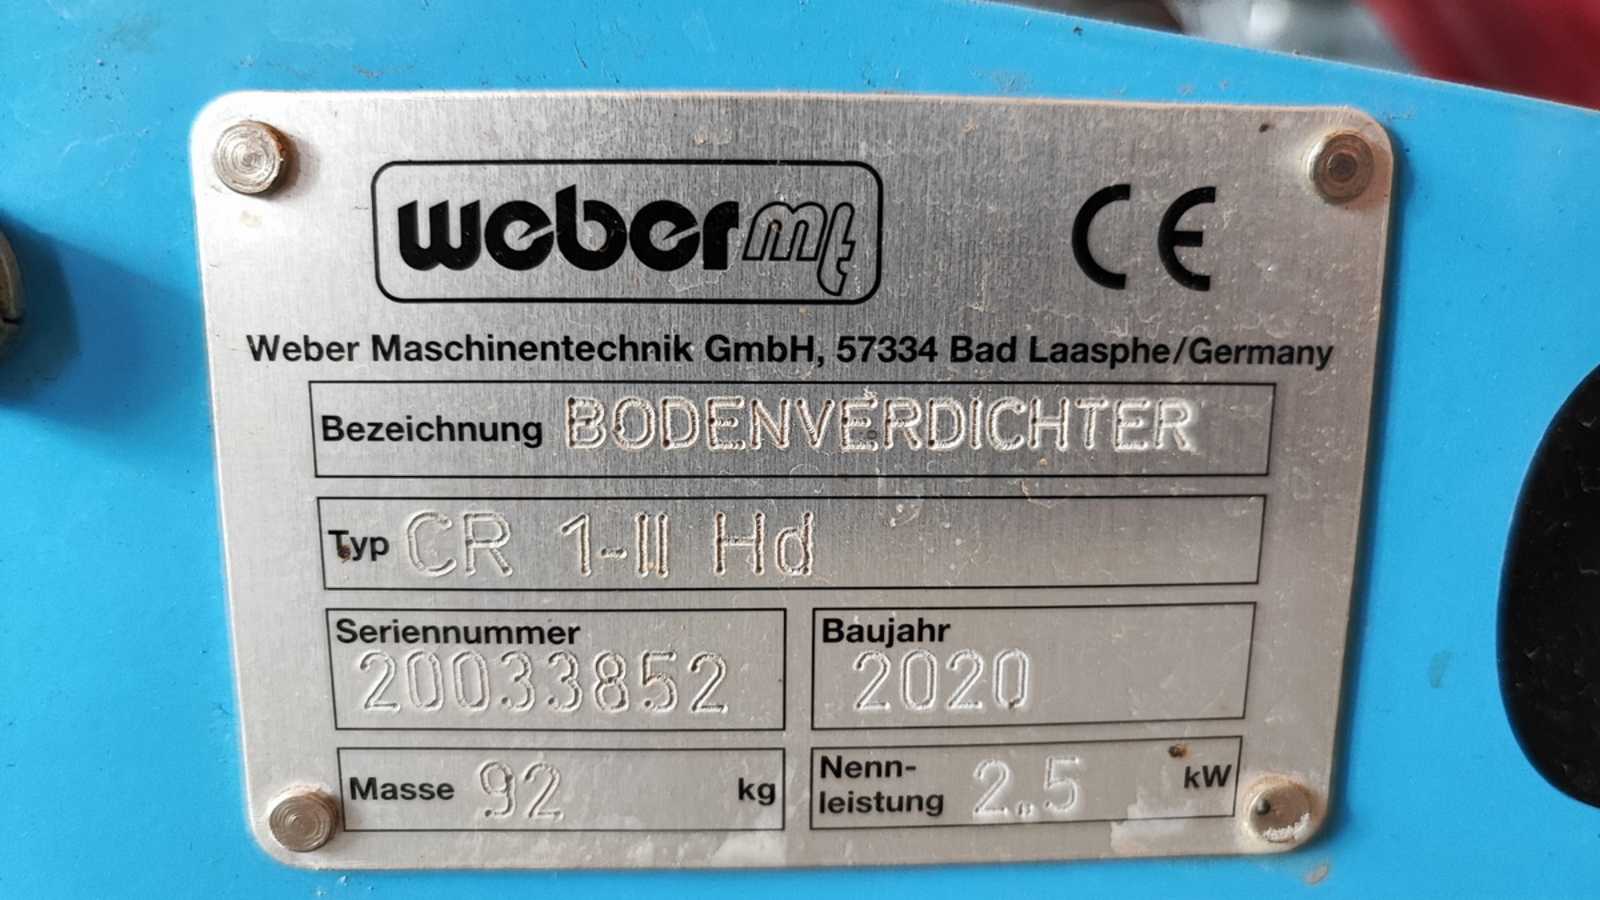 weber mt
CE
Weber Maschinentechnik GmbH, 57334 Bad Laasphe/Germany
Bezeichnung BODENVERDICHTER
Typ CR 1-II Hd
Seriennummer
20033852
Baujahr
2020
Masse 92 kg
Nenn-
leistung 2.5 kW